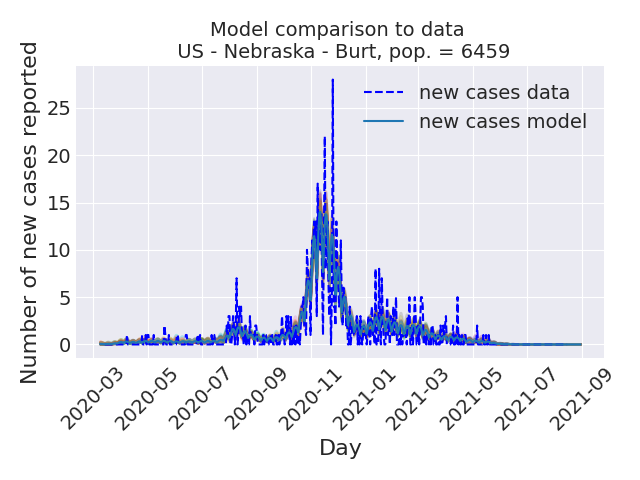 Model comparison to data
US - Nebraska - Burt, pop. = 6459
Number of new cases reported
25
20
15
10
5
0
new cases data
new cases model
2020-03
2020-05
2020-07
2020-09
2020-11
2021-01
2021-03
2021-05
2021-07
2021-09
Day